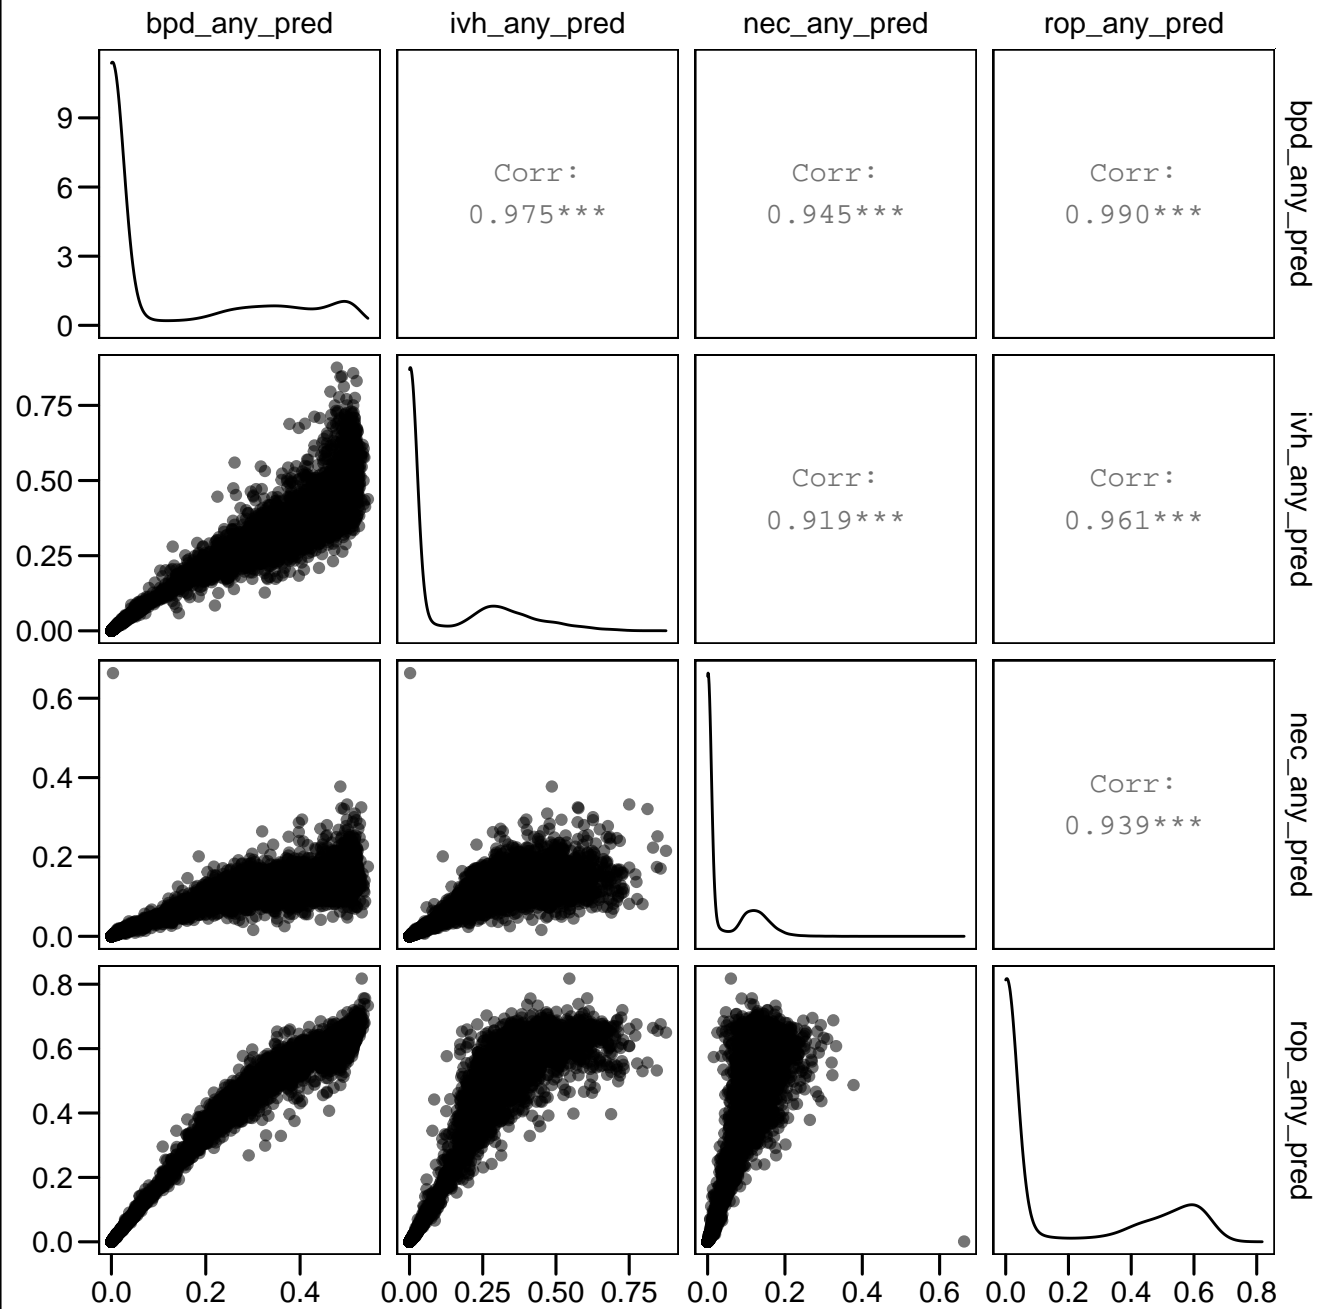 bpd_any_pred ivh_any_pred nec_any_pred rop_any_pred
9
6
3
0
Corr:
0.975***
Corr:
0.945***
Corr:
0.990***
bpd_any_pred
0.75
0.50
0.25
0.00
Corr:
0.919***
Corr:
0.961***
ivh_any_pred
0.6
0.4
0.2
0.0
Corr:
0.939***
nec_any_pred
0.8
0.6
0.4
0.2
0.0
rop_any_pred
0.0 0.2 0.4 0.00 0.25 0.50 0.75 0.0 0.2 0.4 0.6 0.0 0.2 0.4 0.6 0.8